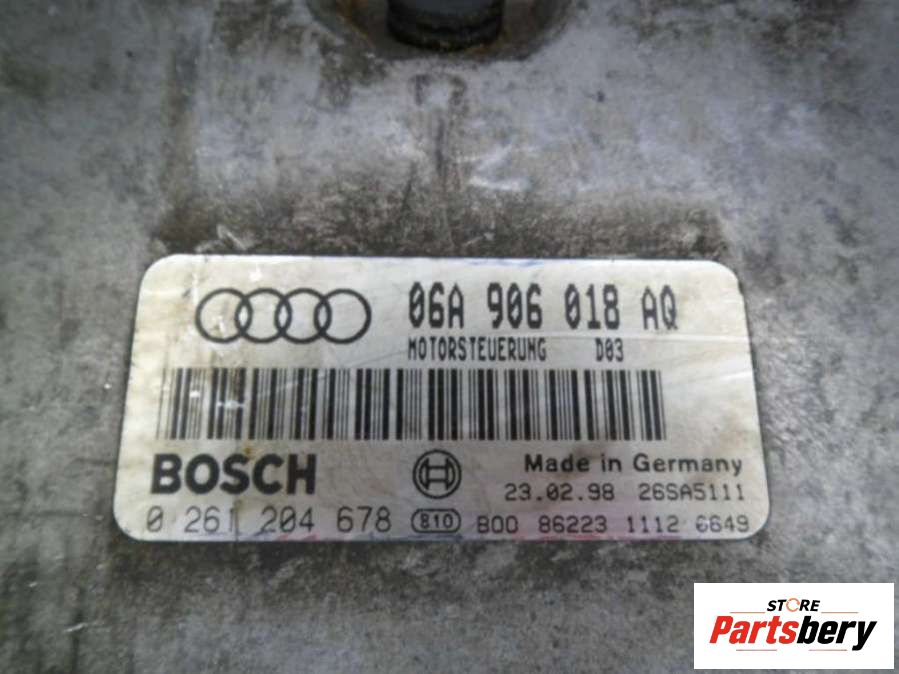 06A 906 018 AQ
MOTORSTEUERUNG D03
BOSCH
Made in Germany
23.02.98 26SA5111
0 261 204 678 810 B00 86223 1112 6649
STORE
Partsbery